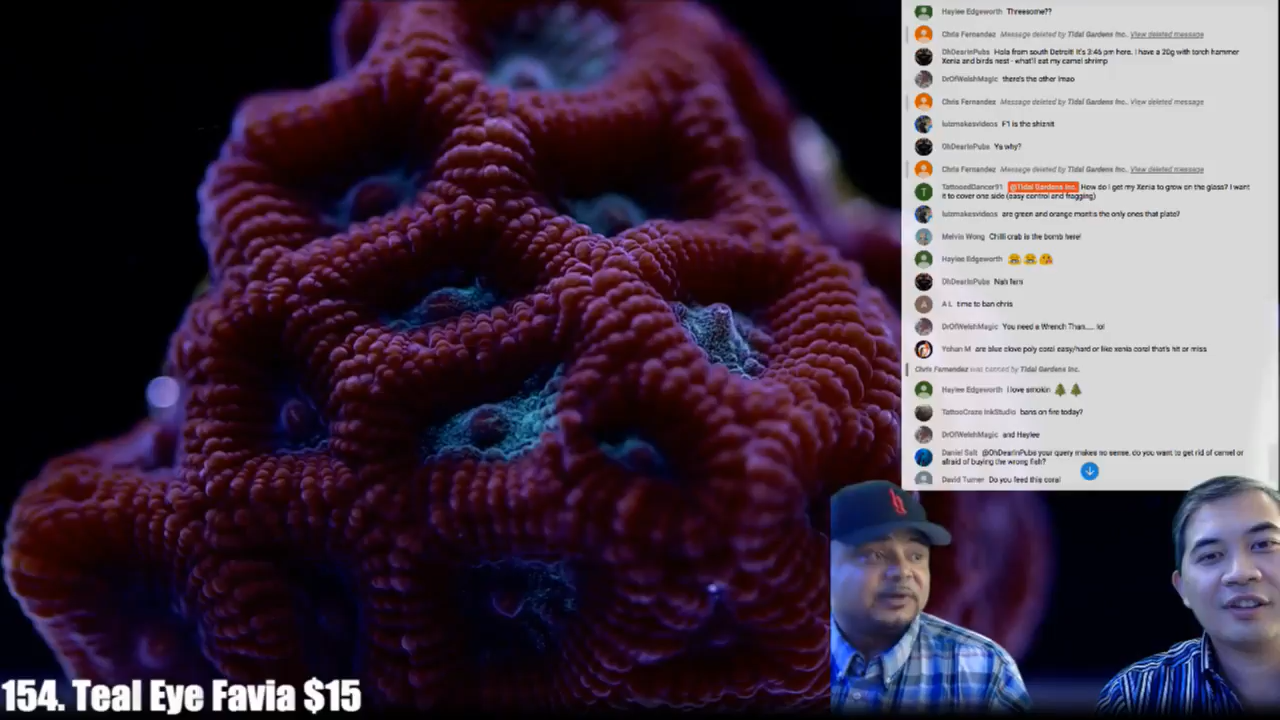 Haylee Edgeworth Threesome??
Chris Fernandez Message deleted by Tidal Gardens Inc. View deleted message
OhDearInPubs Hola from south Detroit! It's 3:46 pm here. I have a 20g with torch hammer
Xenia and birds nest - what'll eat my camel shrimp
DrOfWelshMagic there's the other lmao
Chris Fernandez Message deleted by Tidal Gardens Inc. View deleted message
luizmakesvideos F1 is the shiznit
OhDearInPubs Ya why?
Chris Fernandez Message deleted by Tidal Gardens Inc. View deleted message
T TattooedDancer91 @Tidal Gardens Inc. How do I get my Xenia to grow on the glass? I want
it to cover one side (easy control and fragging)
luizmakesvideos are green and orange montis the only ones that plate?
Melvin Wong Chilli crab is the bomb here!
Haylee Edgeworth 😂 😂 😘
OhDearInPubs Nah fam
A A L time to ban chris
DrOfWelshMagic You need a Wrench Than..... lol
Yohan M are blue clove poly coral easy/hard or like xenia coral that's hit or miss
Chris Fernandez was banned by Tidal Gardens Inc.
Haylee Edgeworth I love smokin 🌲 🌲
TattooCraze InkStudio bans on fire today?
DrOfWelshMagic and Haylee
Daniel Salt @OhDearInPubs your query makes no sense, do you want to get rid of camel or
afraid of buying the wrong fish?
David Turner Do you feed this coral
154. Teal Eye Favia $15